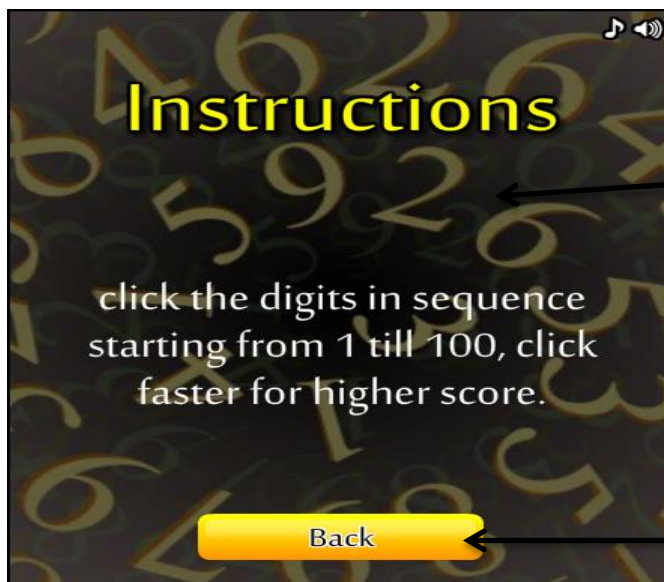 Instructions
click the digits in sequence
starting from 1 till 100, click
faster for higher score.
Back